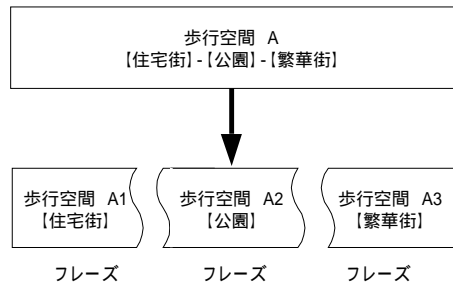 歩行空間 A
【住宅街】-【公園】-【繁華街】
歩行空間 A1
【住宅街】
歩行空間 A2
【公園】
歩行空間 A3
【繁華街】
フレーズ
フレーズ
フレーズ